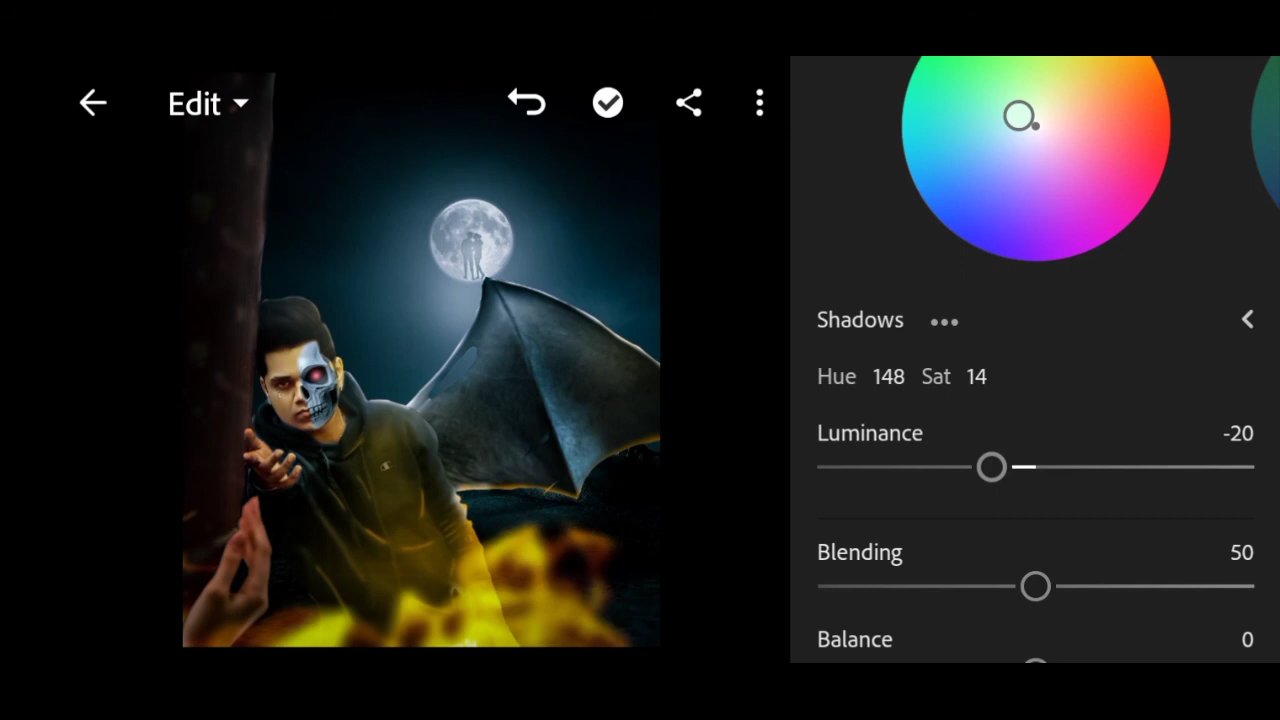 Edit
Shadows
Hue 148 Sat 14
Luminance -20
Blending 50
Balance 0